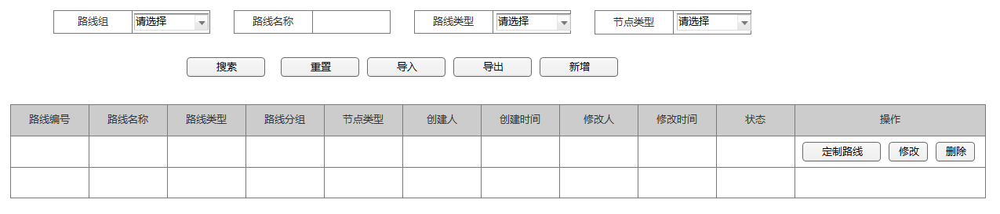 路线组 请选择 路线名称 路线类型 请选择 节点类型 请选择
搜索 重置 导入 导出 新增
路线编号 路线名称 路线类型 路线分组 节点类型 创建人 创建时间 修改人 修改时间 状态 操作
定制路线 修改 删除